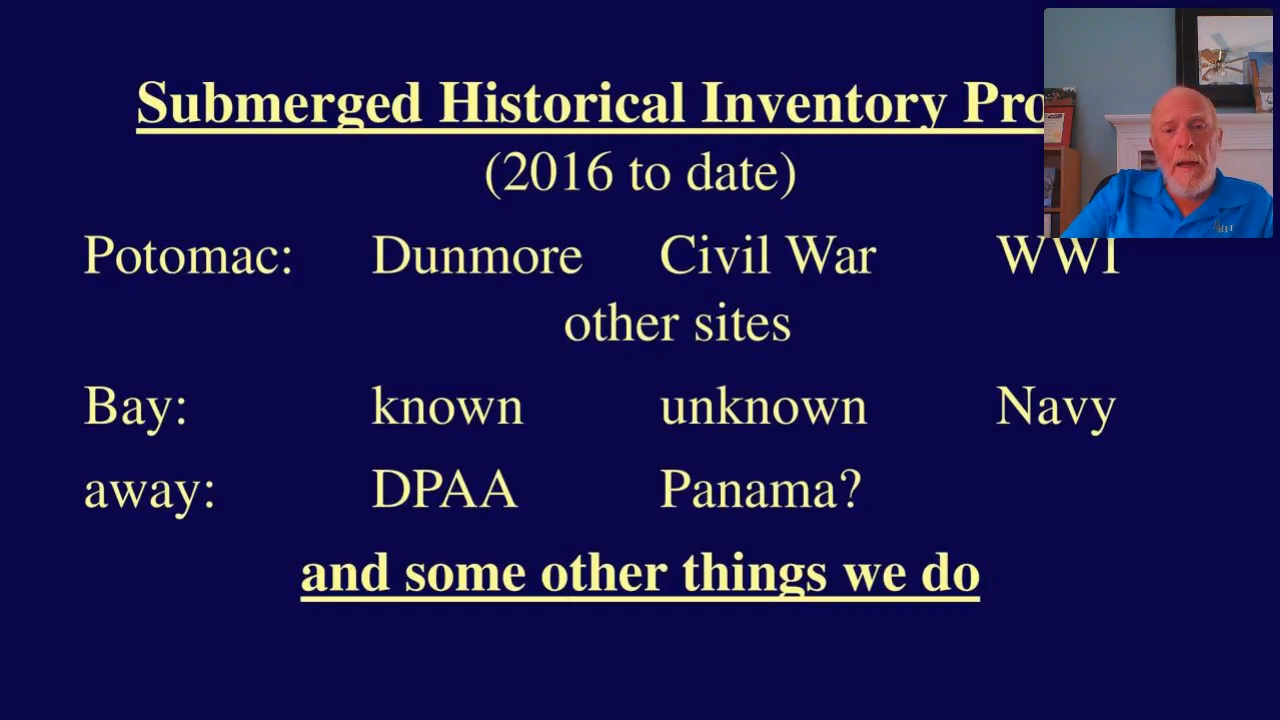 Submerged Historical Inventory Pro
(2016 to date)
Potomac: Dunmore Civil War WWI
other sites
Bay: known unknown Navy
away: DPAA Panama?
and some other things we do